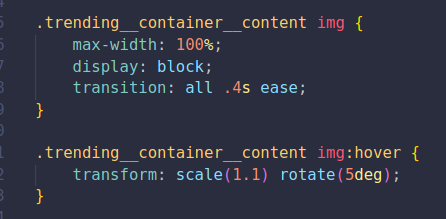 .trending__container__content img {
max-width: 100%;
display: block;
transition: all .4s ease;
}
.trending__container__content img:hover {
transform: scale(1.1) rotate(5deg);
}